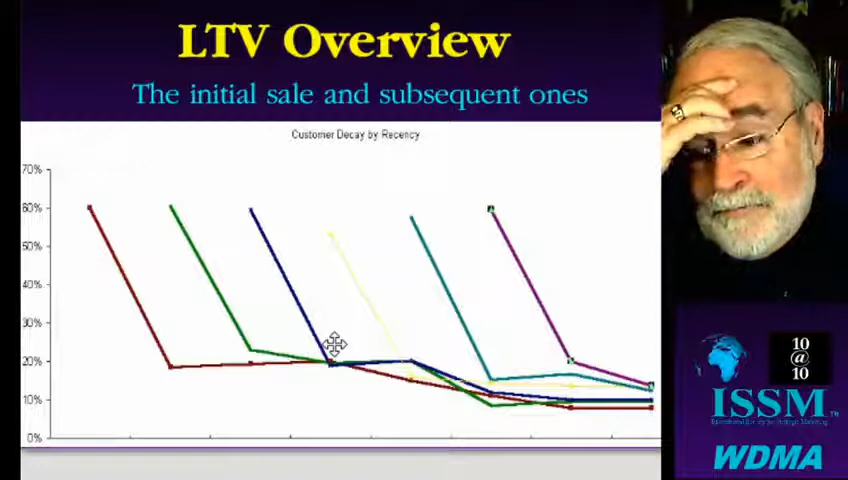 LTV Overview
The initial sale and subsequent ones
Customer Decay by Recency
70%
60%
50%
40%
30%
20%
10%
0%
10
@
10
ISSM
WDMA